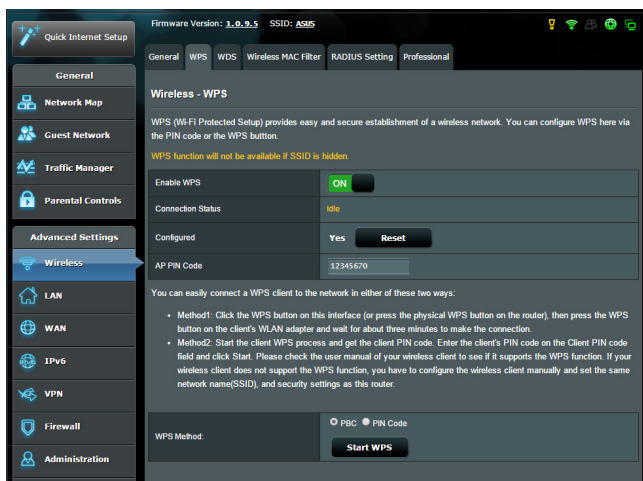 Quick Internet Setup
Firmware Version: 1.0.9.5 SSID: ASUS
General WPS WDS Wireless MAC Filter RADIUS Setting Professional
General
Network Map
Guest Network
Traffic Manager
Parental Controls
Advanced Settings
Wireless
LAN
WAN
IPv6
VPN
Firewall
Administration
Wireless - WPS
WPS (Wi-Fi Protected Setup) provides easy and secure establishment of a wireless network. You can configure WPS here via
the PIN code or the WPS buttton.
WPS function will not be available if SSID is hidden.
Enable WPS ON
Connection Status Idle
Configured Yes Reset
AP PIN Code 12345670
You can easily connect a WPS client to the network in either of these two ways:
• Method1: Click the WPS button on this interface (or press the physical WPS button on the router), then press the WPS
button on the client's WLAN adapter and wait for about three minutes to make the connection.
• Method2: Start the client WPS process and get the client PIN code. Enter the client's PIN code on the Client PIN code
field and click Start. Please check the user manual of your wireless client to see if it supports the WPS function. If your
wireless client does not support the WPS function, you have to configure the wireless client manually and set the same
network name(SSID), and security settings as this router.
WPS Method: PBC PIN Code
Start WPS